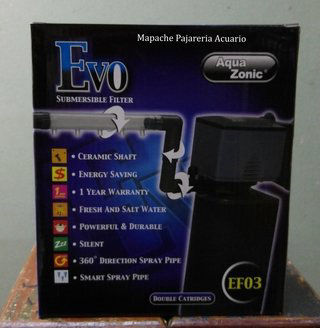 Mapache Pajareria Acuario
Evo
Submersible Filter
Aqua
Zonic®
• Ceramic Shaft
• Energy Saving
• 1 Year Warranty
• Fresh And Salt Water
• Powerful & Durable
Zzz • Silent
• 360° Direction Spray Pipe
• Smart Spray Pipe
Double Catridges
EF03